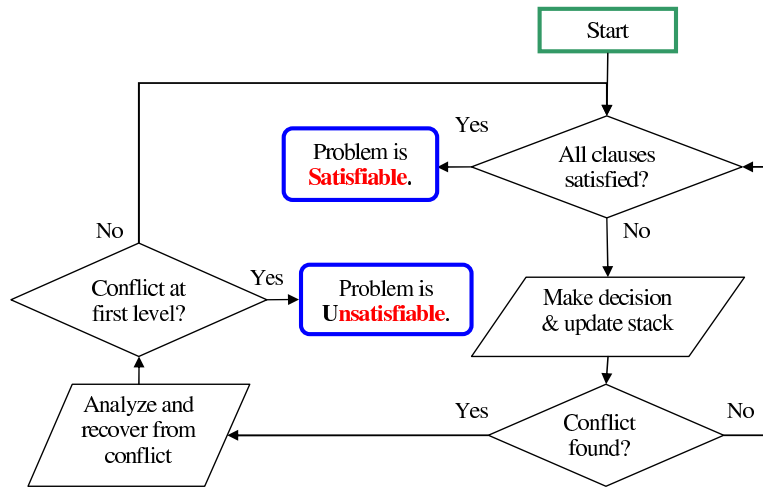 Start
Yes
All clauses
satisfied?
Problem is
Satisfiable.
No
No
Yes
Conflict at
first level?
Problem is
Unsatisfiable.
Make decision
& update stack
Analyze and
recover from
conflict
Yes
Conflict
found?
No